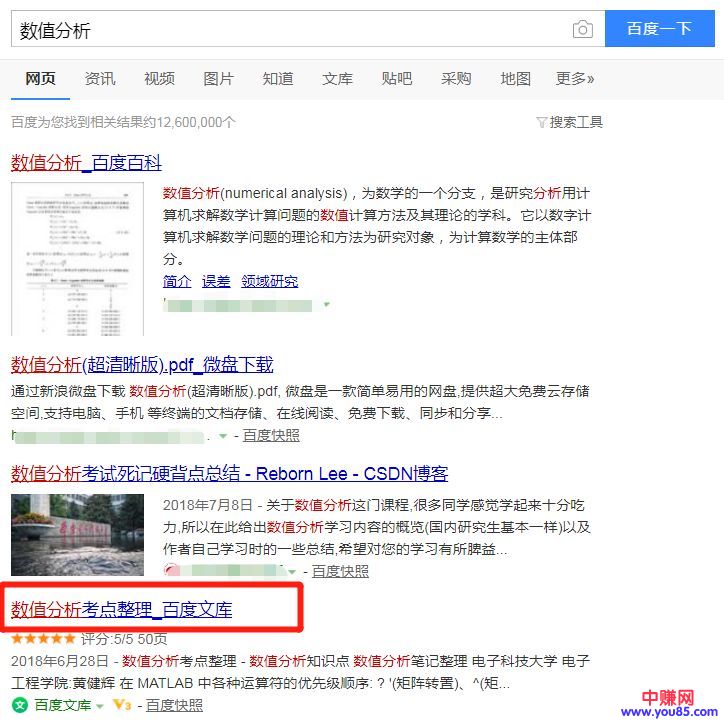 数值分析
百度一下
网页 资讯 视频 图片 知道 文库 贴吧 采购 地图 更多»
百度为您找到相关结果约12,600,000个
搜索工具
数值分析_百度百科
数值分析(numerical analysis)，为数学的一个分支，是研究分析用计
算机求解数学计算问题的数值计算方法及其理论的学科。它以数字计
算机求解数学问题的理论和方法为研究对象，为计算数学的主体部
分。
简介 误差 领域研究
数值分析(超清晰版).pdf_微盘下载
通过新浪微盘下载 数值分析(超清晰版).pdf, 微盘是一款简单易用的网盘,提供超大免费云存储
空间,支持电脑、手机 等终端的文档存储、在线阅读、免费下载、同步和分享...
- 百度快照
数值分析考试死记硬背点总结 - Reborn Lee - CSDN博客
2018年7月8日 - 关于数值分析这门课程,很多同学感觉学起来十分吃
力,所以在此给出数值分析学习内容的概览(国内研究生基本一样)以及
作者自己学习时的一些总结,希望对您的学习有所脾益...
- 百度快照
数值分析考点整理_百度文库
评分:5/5 50页
2018年6月28日 - 数值分析考点整理 - 数值分析知识点 数值分析笔记整理 电子科技大学 电子
工程学院:黄健辉 在 MATLAB 中各种运算符的优先级顺序: ? '(矩阵转置)、^(矩...
百度文库 V3 - 百度快照
中赚网
www.you85.com